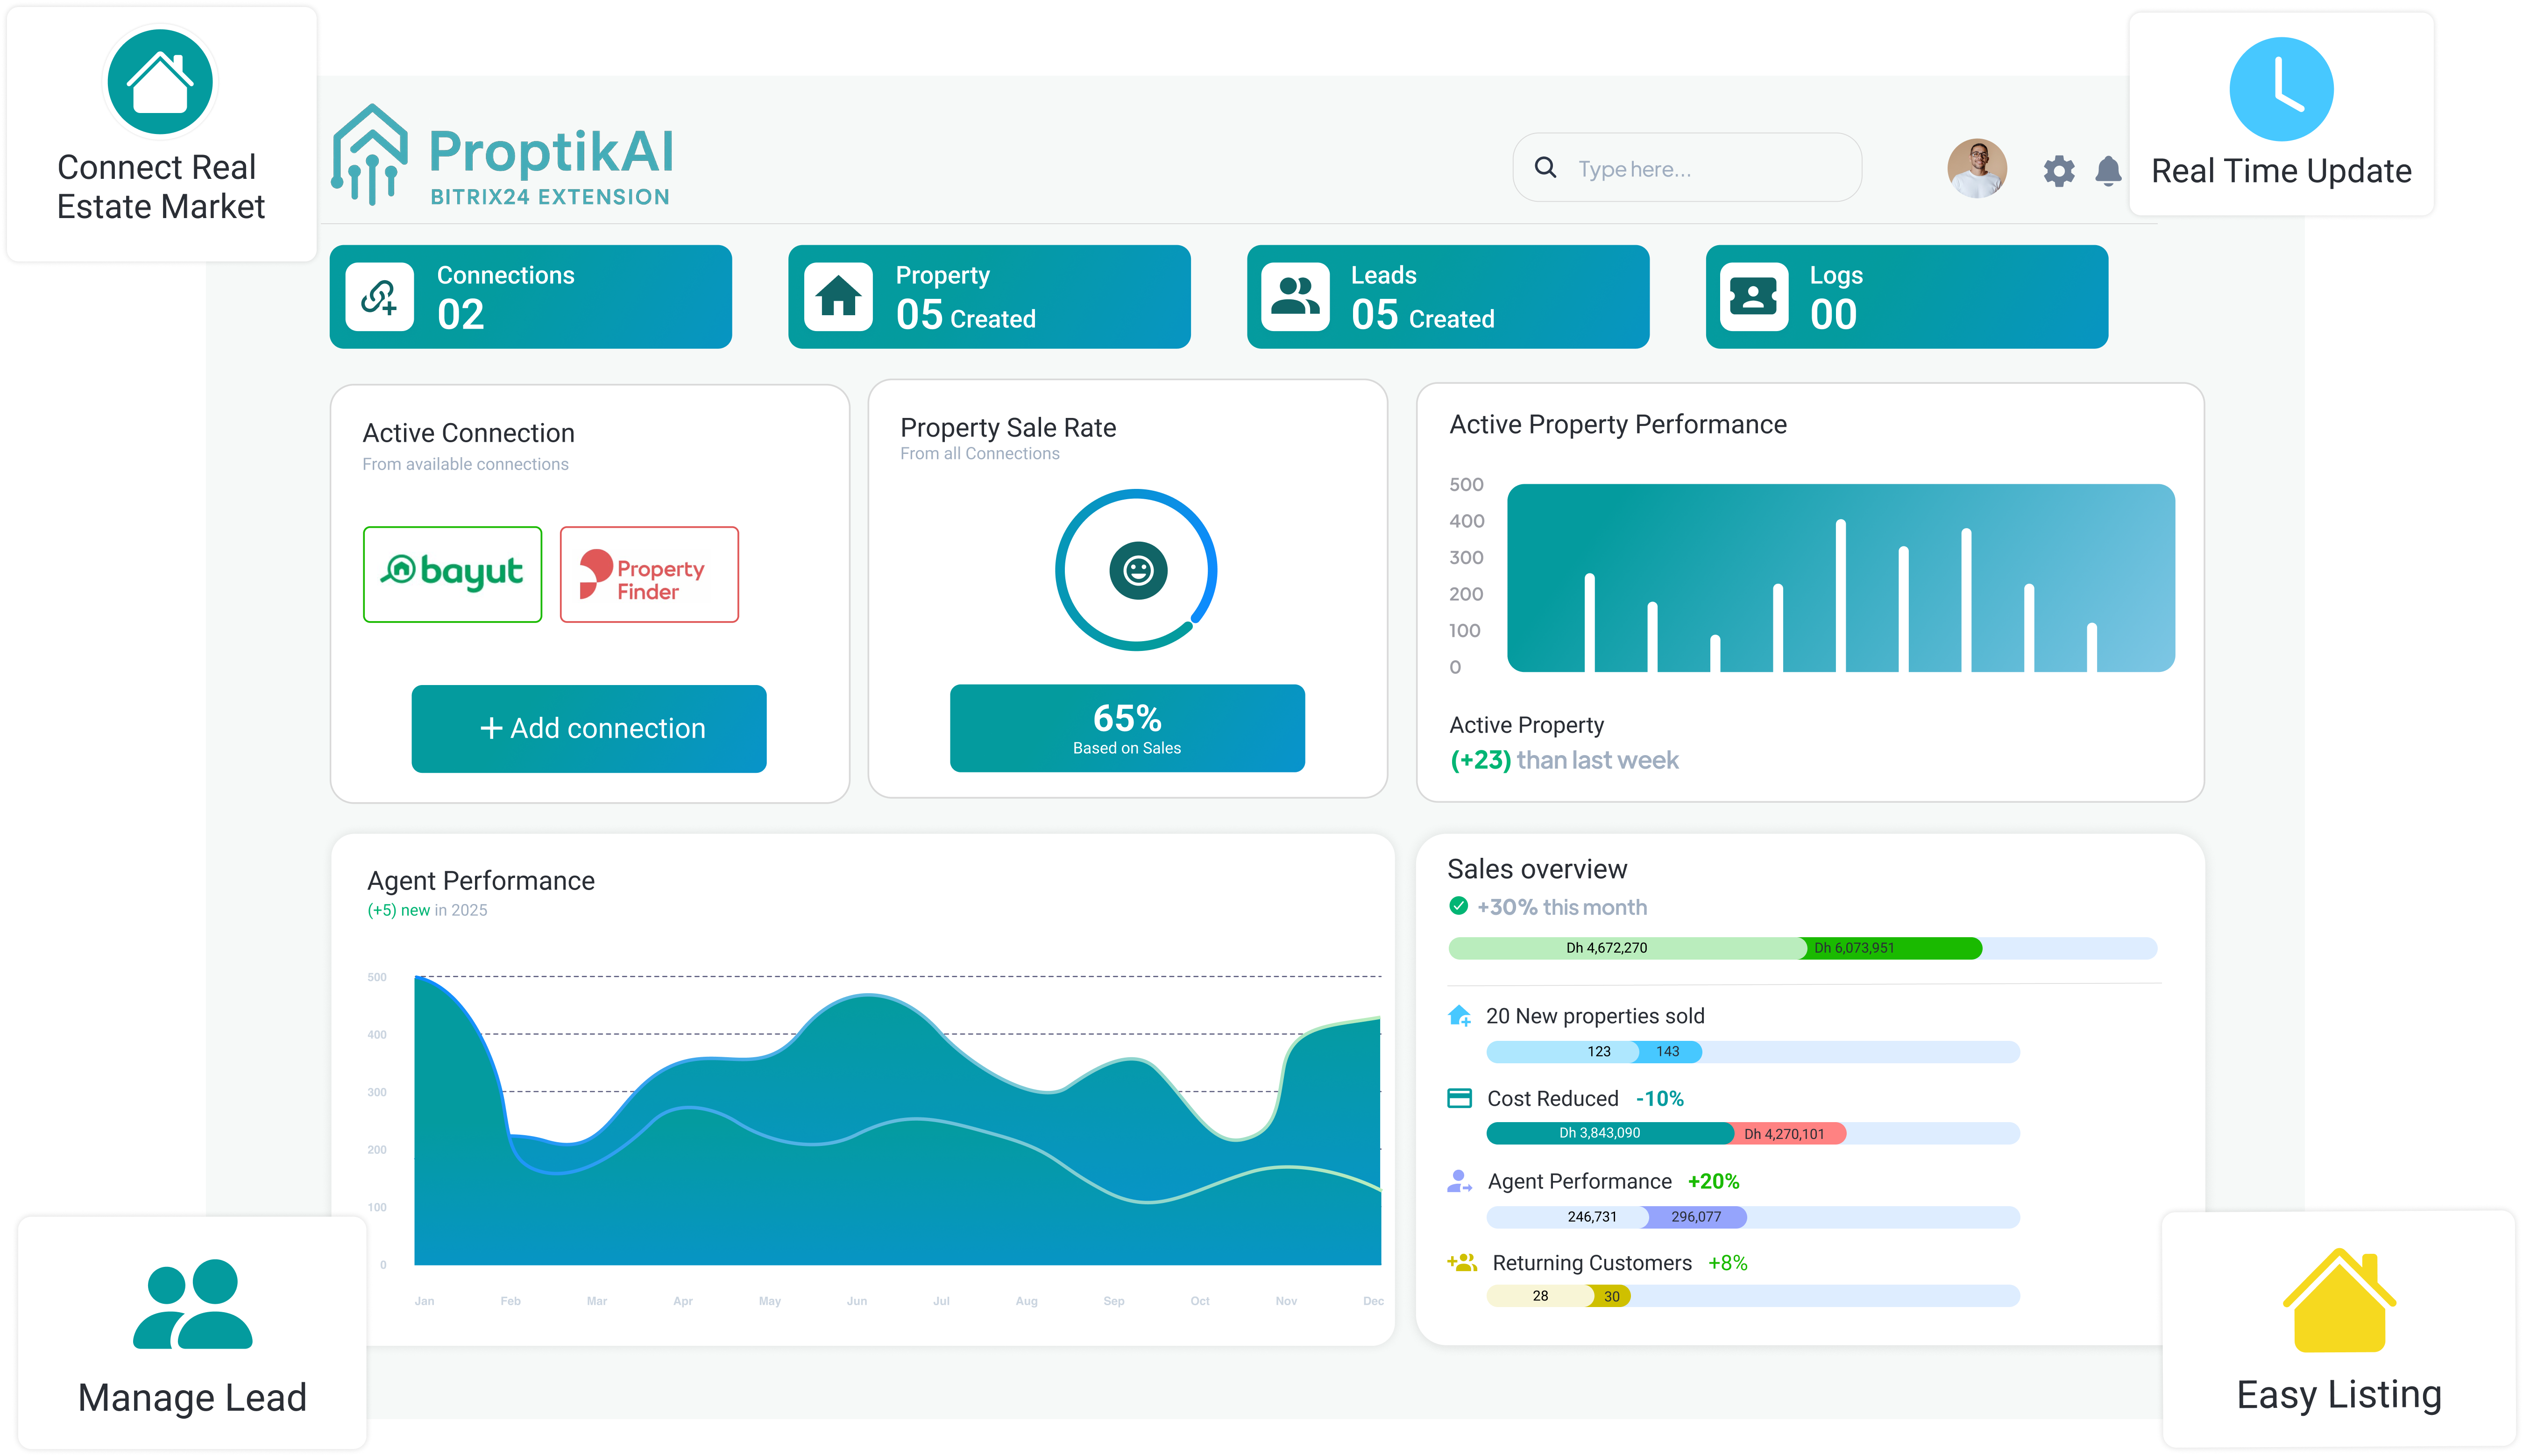 Connect Real
Estate Market
ProptikAI
BITRIX24 EXTENSION
Type here...
Real Time Update
Connections
02
Property
05 Created
Leads
05 Created
Logs
00
Active Connection
From available connections
bayut
Property
Finder
+ Add connection
Property Sale Rate
From all Connections
65%
Based on Sales
Active Property Performance
500
400
300
200
100
0
Active Property
(+23) than last week
Agent Performance
(+5) new in 2025
500
400
300
200
100
0
Jan Feb Mar Apr May Jun Jul Aug Sep Oct Nov Dec
Sales overview
+30% this month
Dh 4,672,270 Dh 6,073,951
20 New properties sold
123 143
Cost Reduced -10%
Dh 3,843,090 Dh 4,270,101
Agent Performance +20%
246,731 296,077
Returning Customers +8%
28 30
Manage Lead
Easy Listing